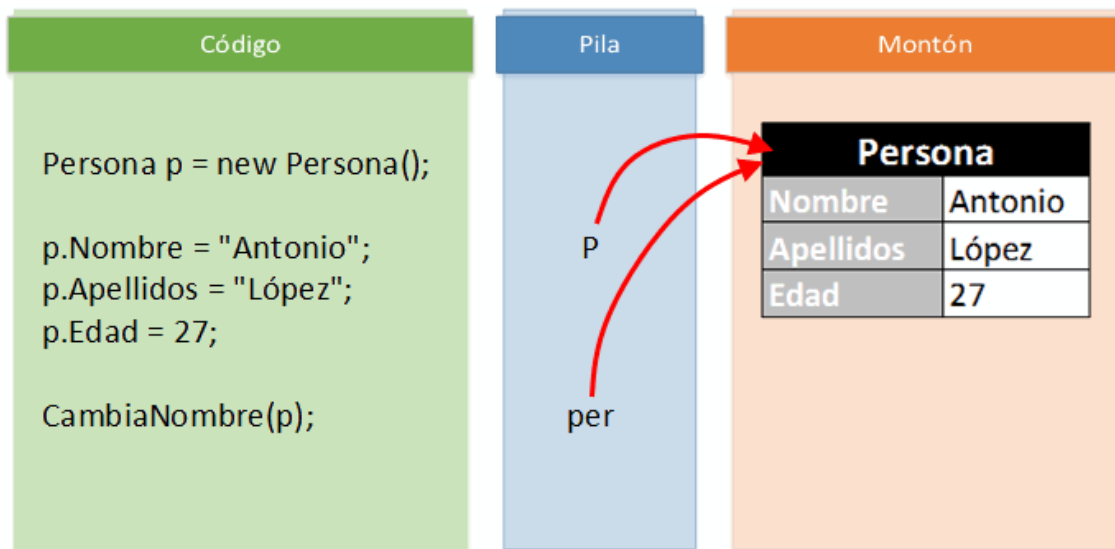 Código
Persona p = new Persona();
p.Nombre = "Antonio";
p.Apellidos = "López";
p.Edad = 27;
CambiaNombre(p);
Pila
P
per
Montón
Persona
Nombre Antonio
Apellidos López
Edad 27